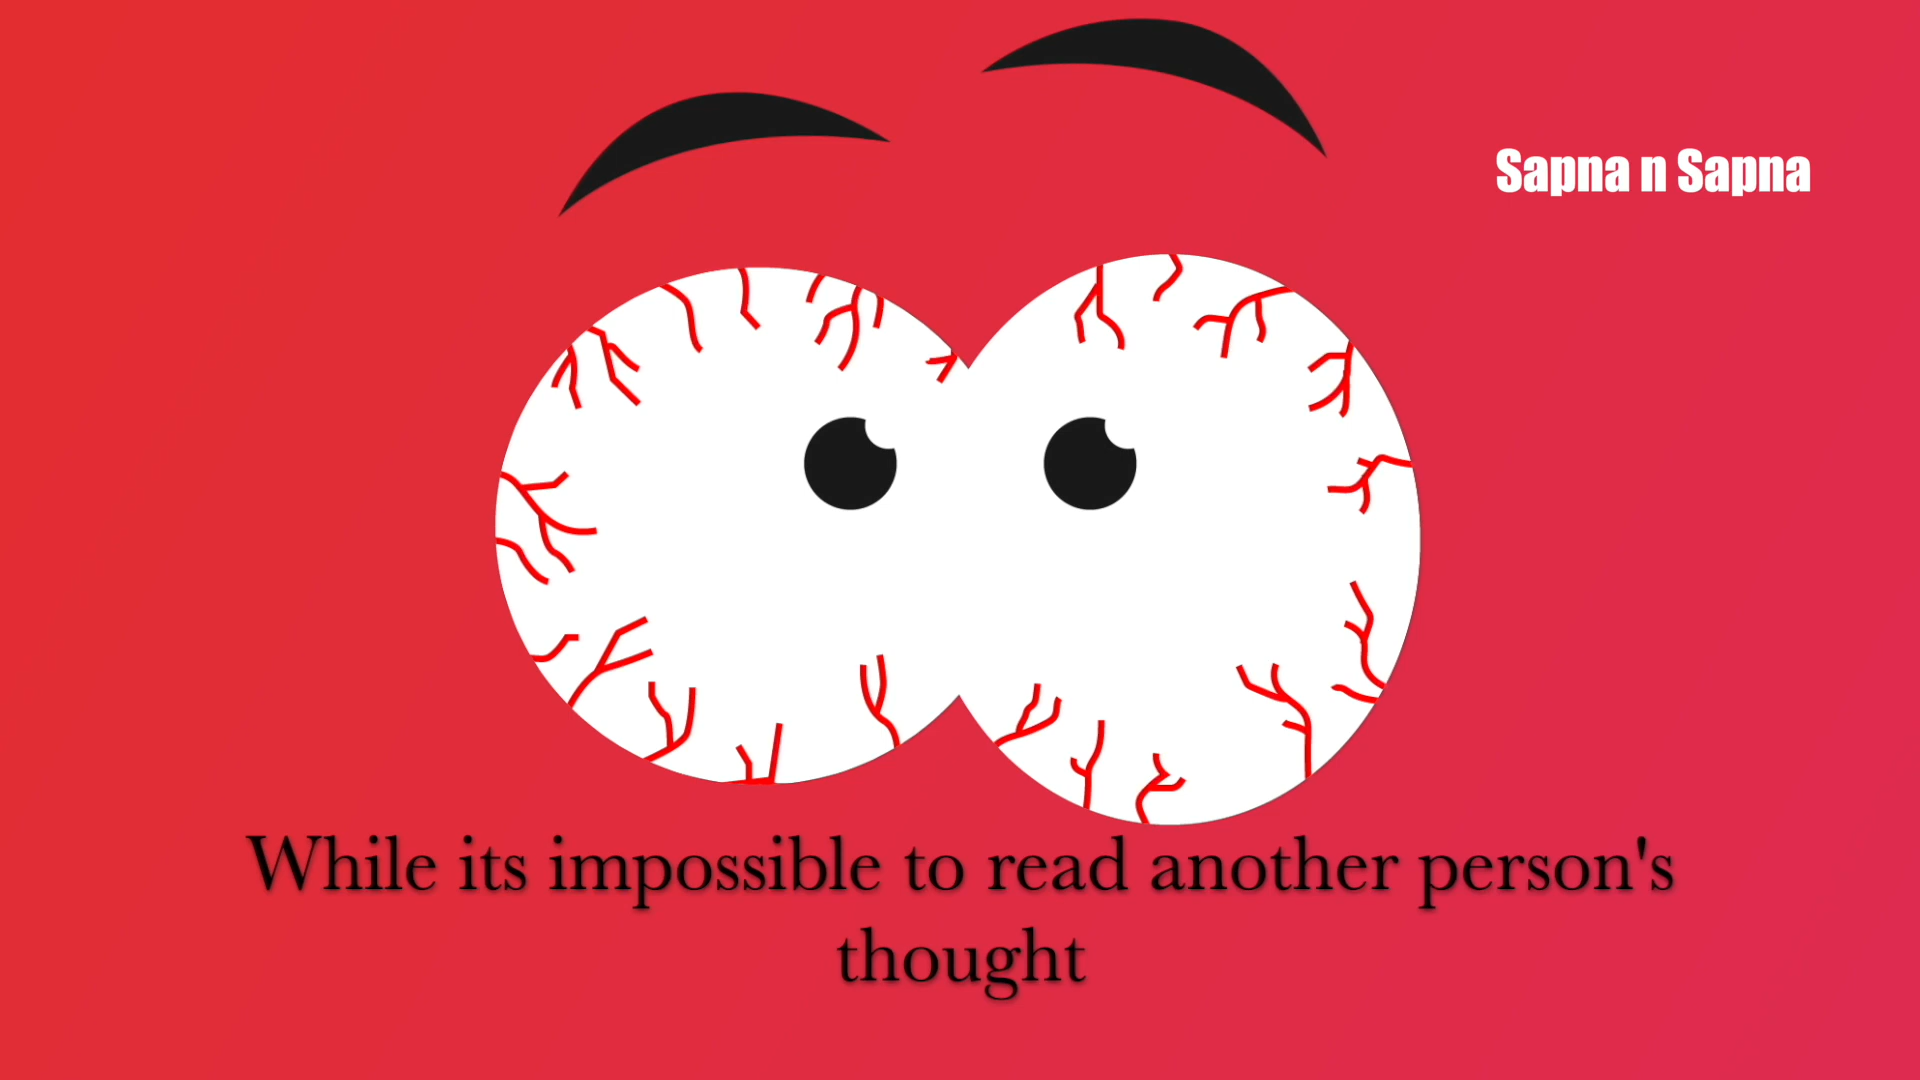 Sapna n Sapna
While its impossible to read another person's
thought